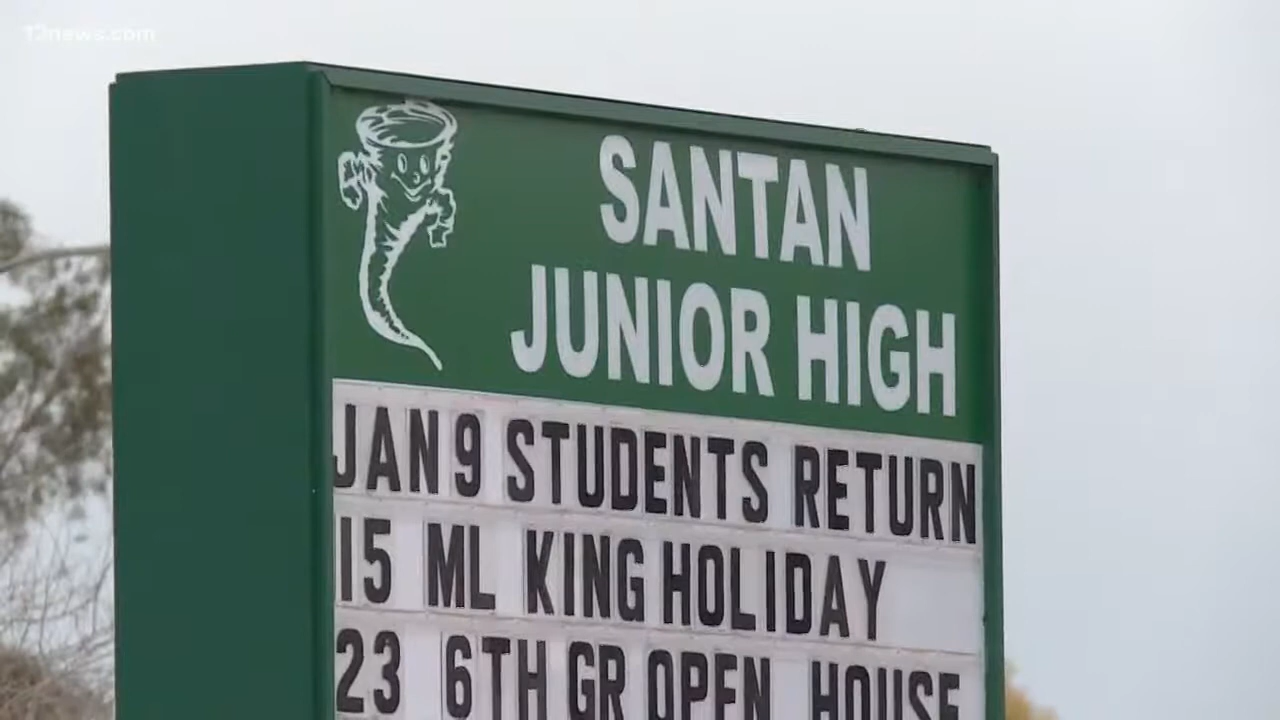 12news.com
SANTAN
JUNIOR HIGH
JAN 9 STUDENTS RETURN
15 ML KING HOLIDAY
23 6TH GR OPEN HOUSE